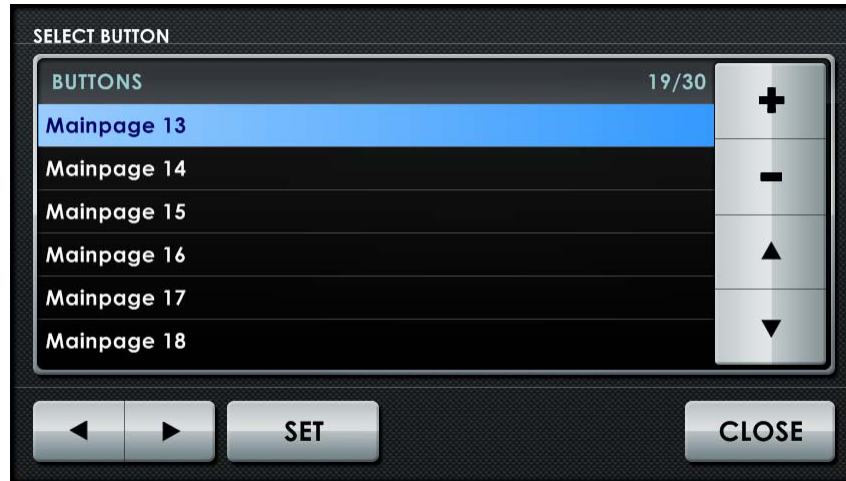 SELECT BUTTON
BUTTONS 19/30
Mainpage 13
Mainpage 14
Mainpage 15
Mainpage 16
Mainpage 17
Mainpage 18
SET CLOSE